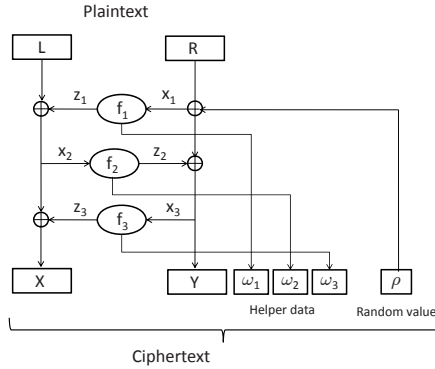 Plaintext
L R
z₁ f₁ x₁
x₂ f₂ z₂
z₃ f₃ x₃
X Y ω₁ ω₂ ω₃ ρ
Helper data Random value
Ciphertext